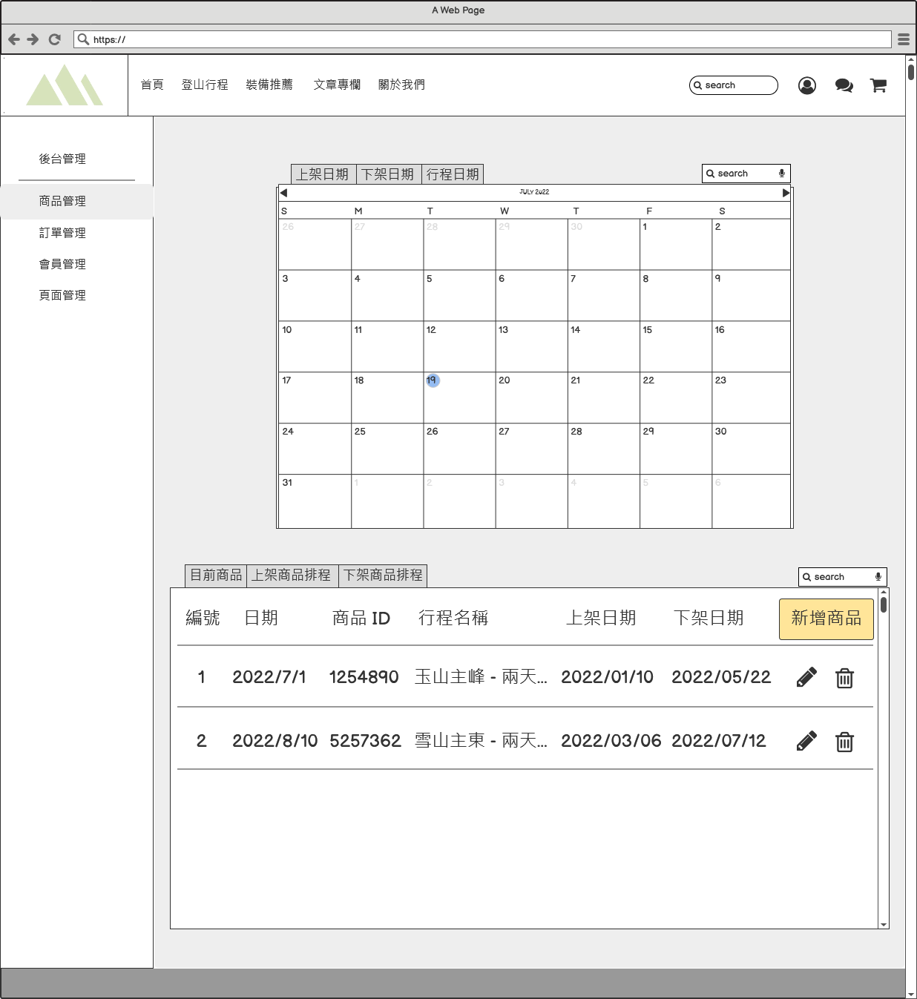 A Web Page
https://
首頁 登山行程 裝備推薦 文章專欄 關於我們 search
後台管理
商品管理
訂單管理
會員管理
頁面管理
上架日期 下架日期 行程日期 search
JULY 2022
S M T W T F S
26 27 28 29 30 1 2
3 4 5 6 7 8 9
10 11 12 13 14 15 16
17 18 19 20 21 22 23
24 25 26 27 28 29 30
31 1 2 3 4 5 6
目前商品 上架商品排程 下架商品排程 search
編號 日期 商品 ID 行程名稱 上架日期 下架日期 新增商品
1 2022/7/1 1254890 玉山主峰 - 兩天... 2022/01/10 2022/05/22
2 2022/8/10 5257362 雪山主東 - 兩天... 2022/03/06 2022/07/12